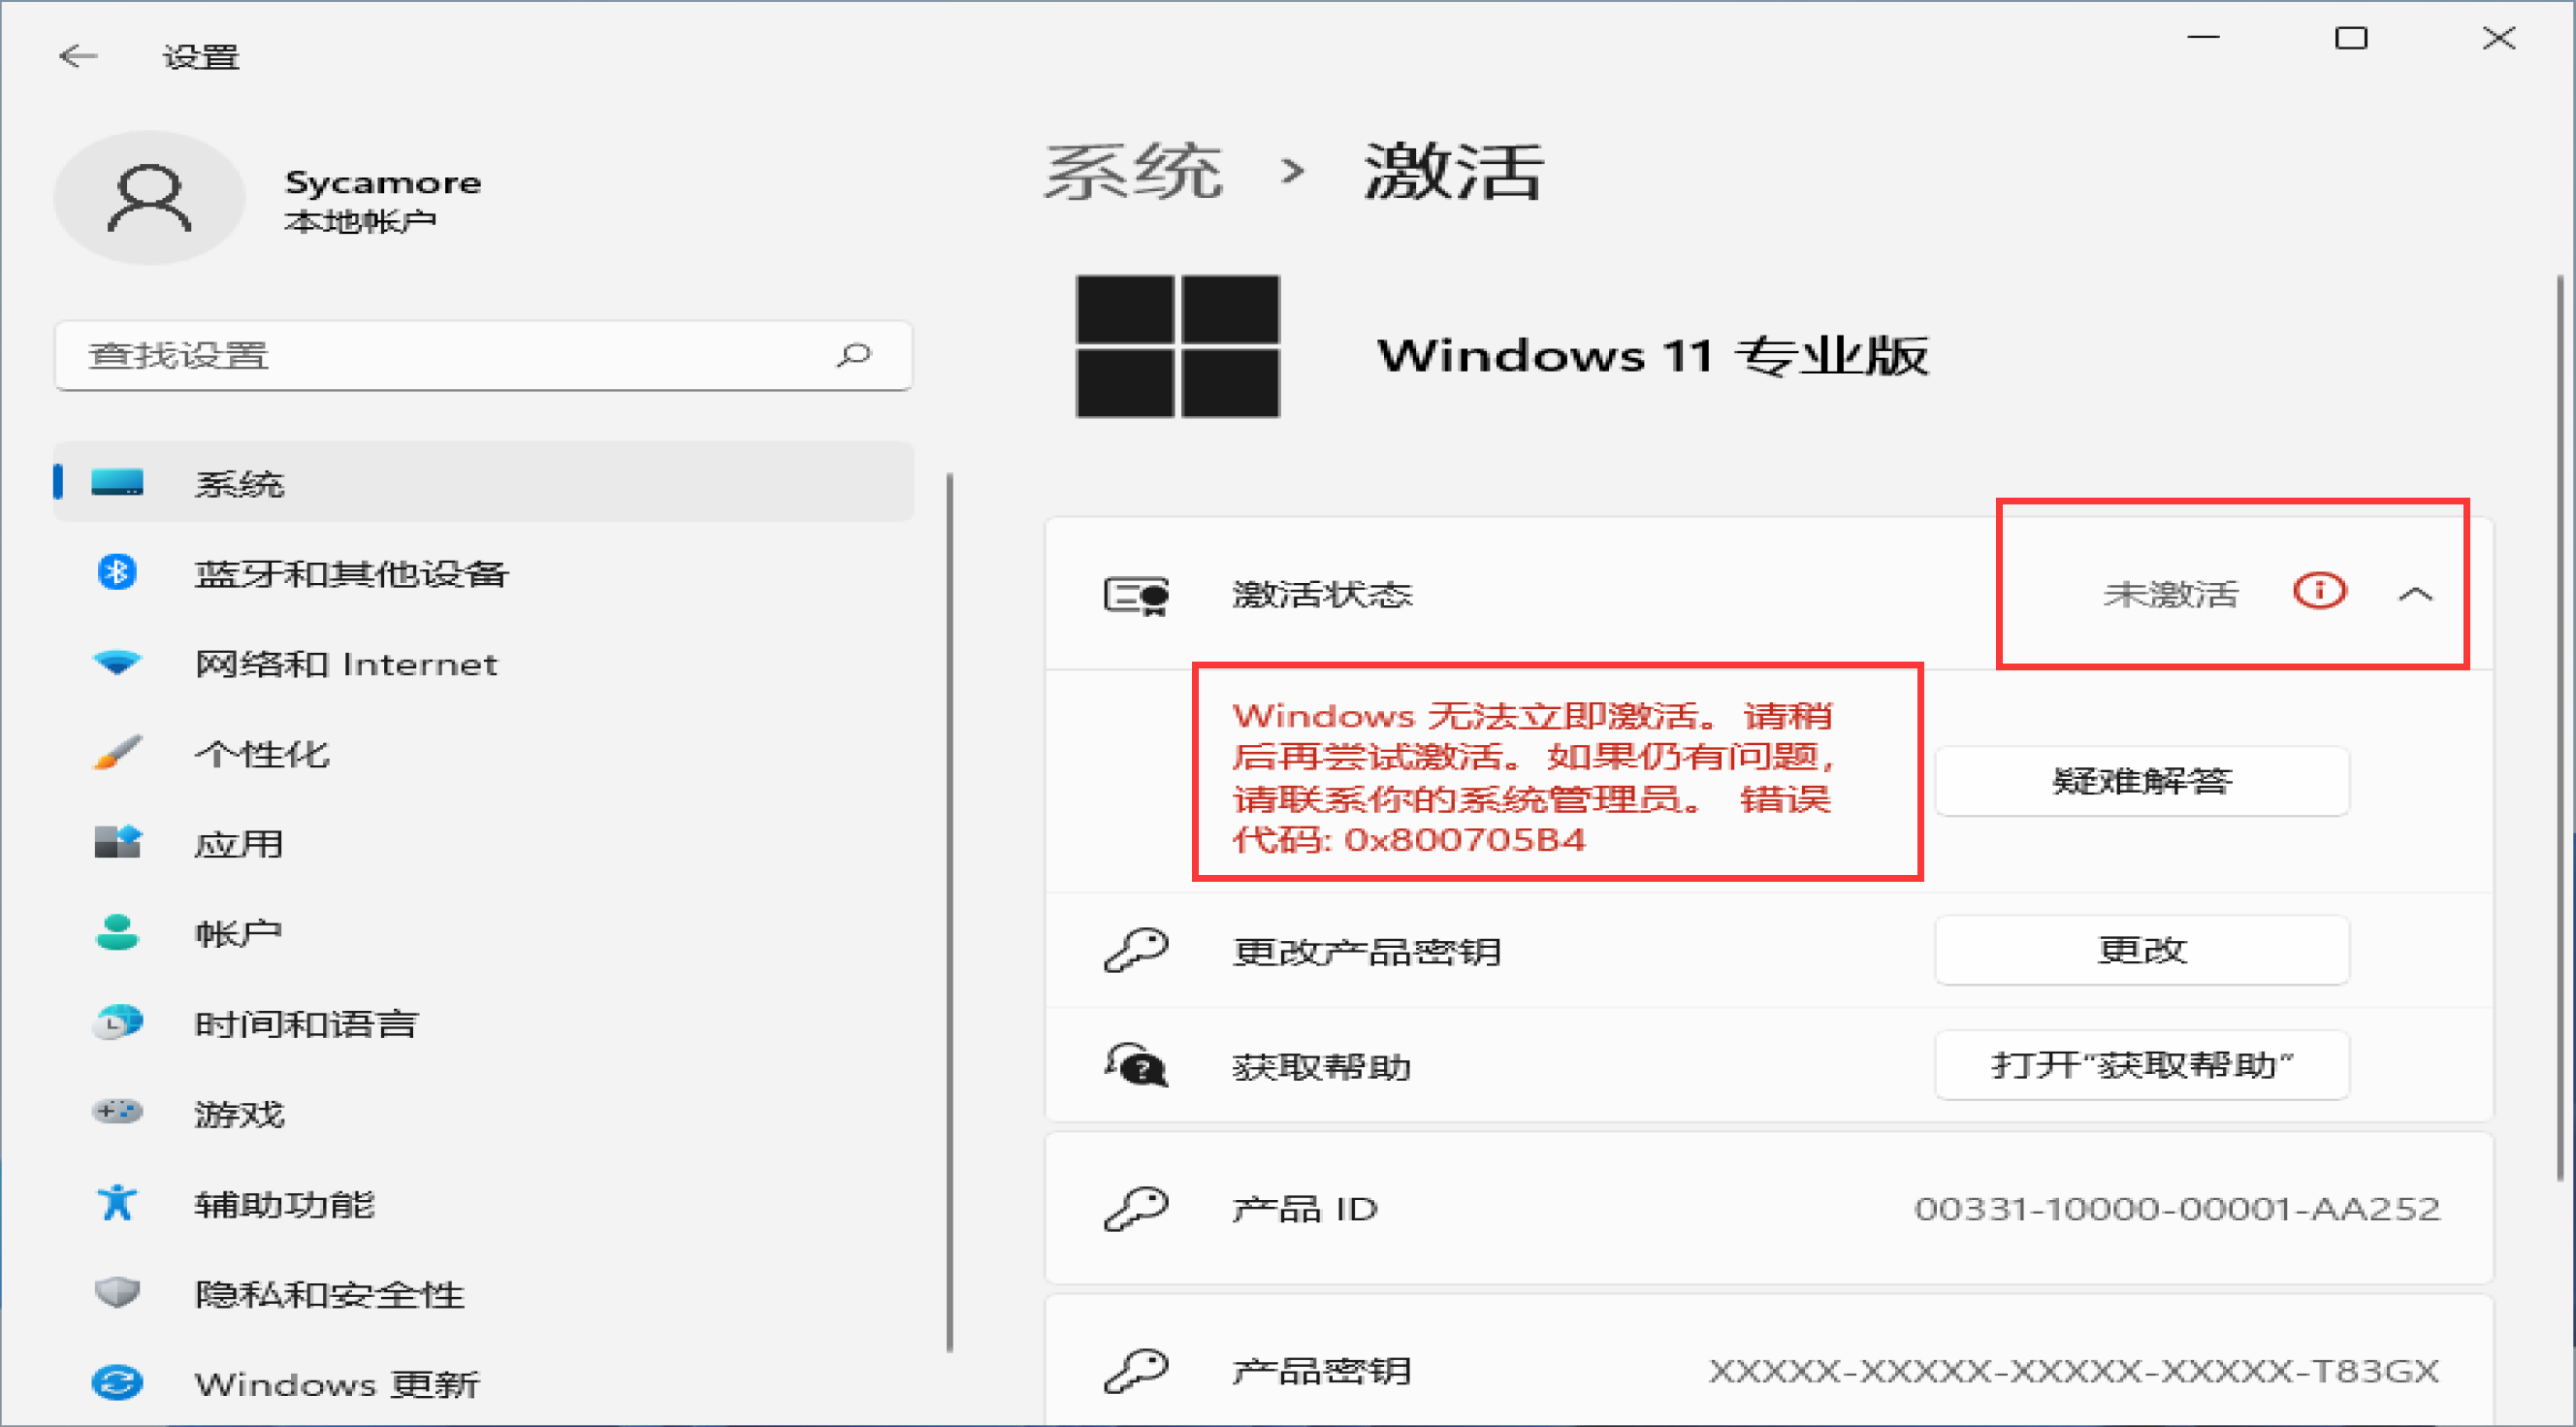 设置
Sycamore
本地帐户
查找设置
系统
蓝牙和其他设备
网络和 Internet
个性化
应用
帐户
时间和语言
游戏
辅助功能
隐私和安全性
Windows 更新
系统 › 激活
Windows 11 专业版
激活状态 未激活
Windows 无法立即激活。请稍
后再尝试激活。如果仍有问题,
请联系你的系统管理员。 错误
代码: 0x800705B4
疑难解答
更改产品密钥 更改
获取帮助 打开“获取帮助”
产品 ID 00331-10000-00001-AA252
产品密钥 XXXXX-XXXXX-XXXXX-XXXXX-T83GX